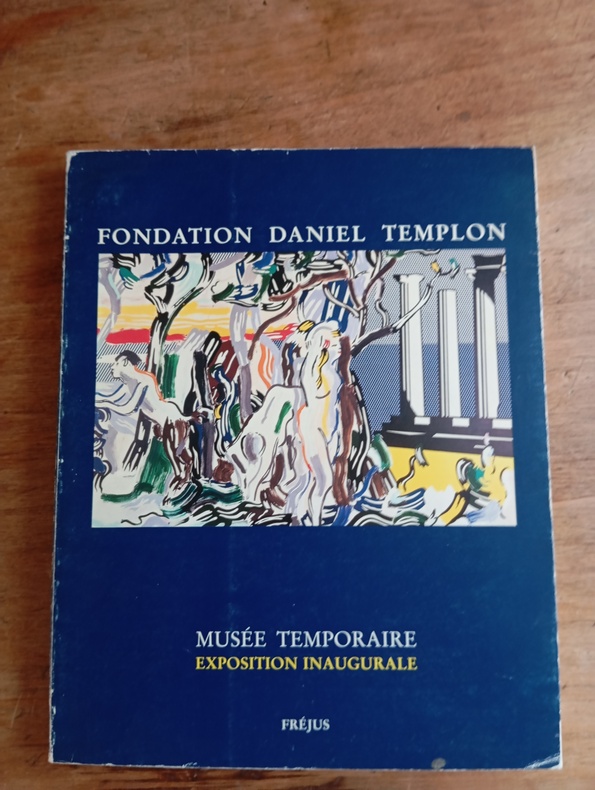 FONDATION DANIEL TEMPLON
MUSÉE TEMPORAIRE
EXPOSITION INAUGURALE
FRÉJUS